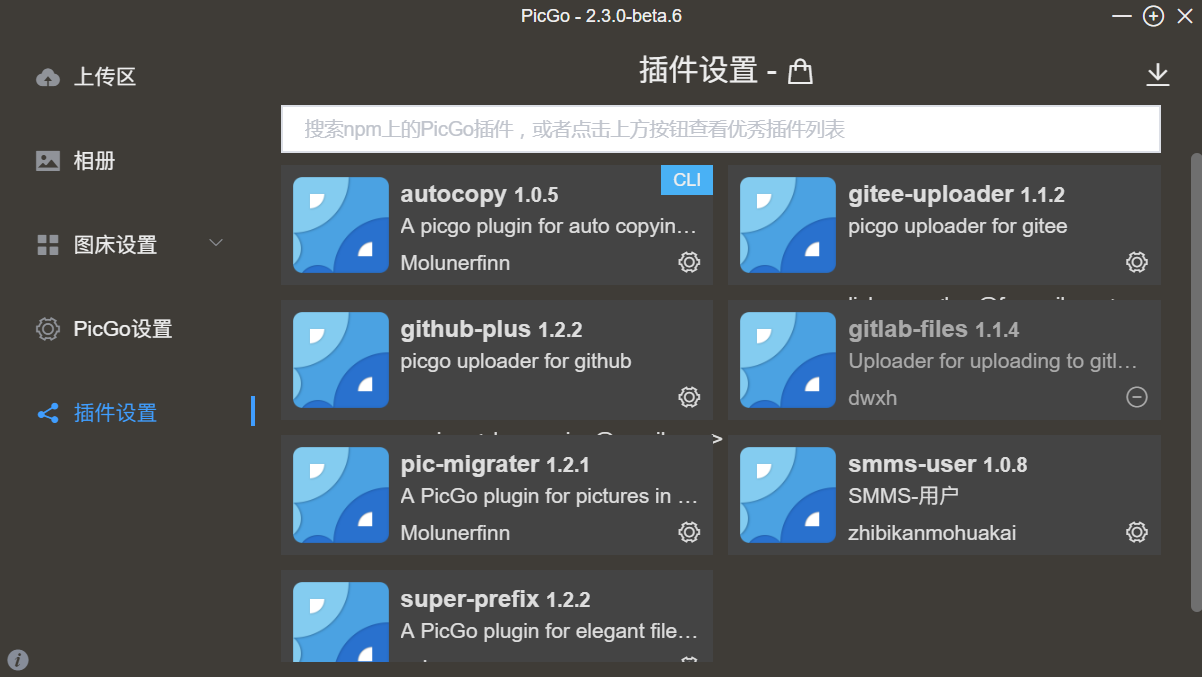 PicGo - 2.3.0-beta.6
上传区
相册
图床设置
PicGo设置
插件设置
插件设置 -
搜索npm上的PicGo插件，或者点击上方按钮查看优秀插件列表
CLI
autocopy 1.0.5
A picgo plugin for auto copyin…
Molunerfinn
gitee-uploader 1.1.2
picgo uploader for gitee
github-plus 1.2.2
picgo uploader for github
gitlab-files 1.1.4
Uploader for uploading to gitl…
dwxh
pic-migrater 1.2.1
A PicGo plugin for pictures in …
Molunerfinn
smms-user 1.0.8
SMMS-用户
zhibikanmohuakai
super-prefix 1.2.2
A PicGo plugin for elegant file…